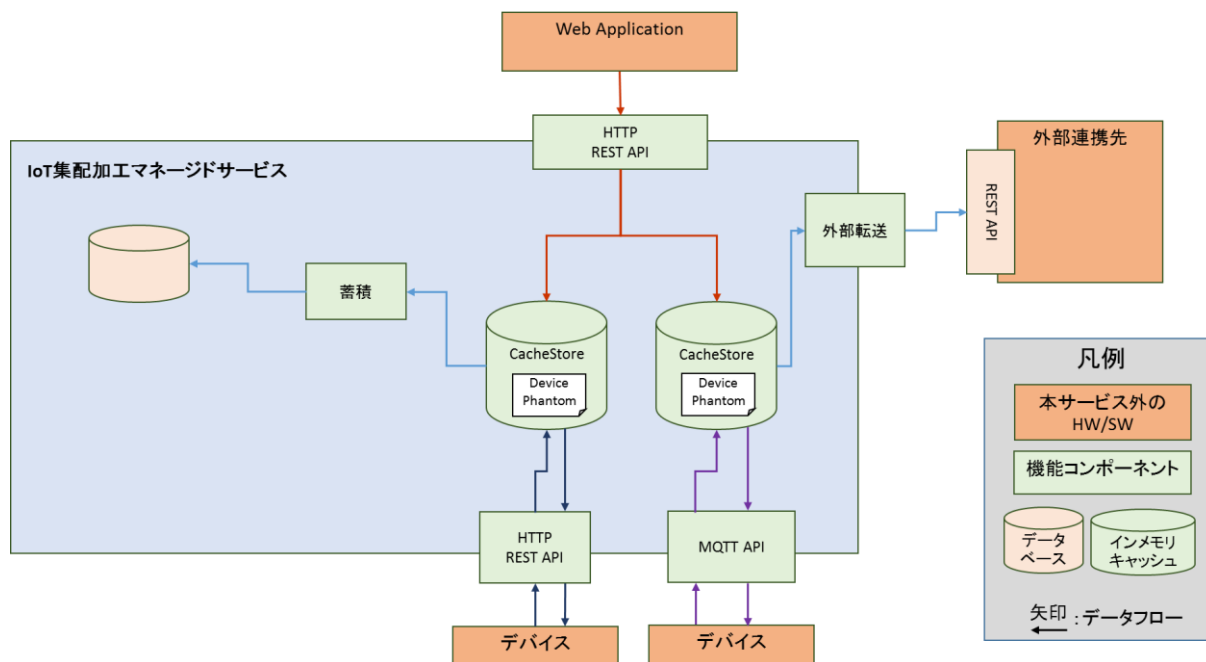 Web Application
HTTP
REST API
IoT集配加工マネージドサービス
外部連携先
REST API
外部転送
蓄積
CacheStore
Device
Phantom
CacheStore
Device
Phantom
HTTP
REST API
MQTT API
デバイス
デバイス
凡例
本サービス外の
HW/SW
機能コンポーネント
データ
ベース
インメモリ
キャッシュ
矢印
:データフロー